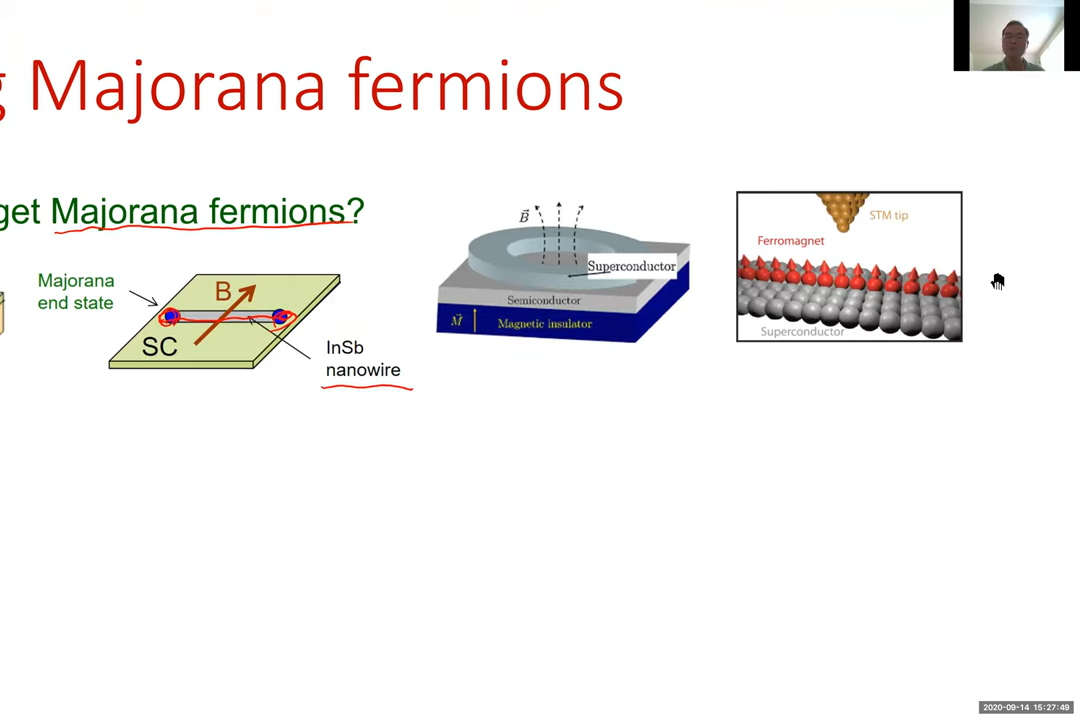 g Majorana fermions
get Majorana fermions?
Majorana
end state
B
SC
InSb
nanowire
B
Superconductor
Semiconductor
M
Magnetic insulator
STM tip
Ferromagnet
Superconductor
2020-09-14 15:27:49